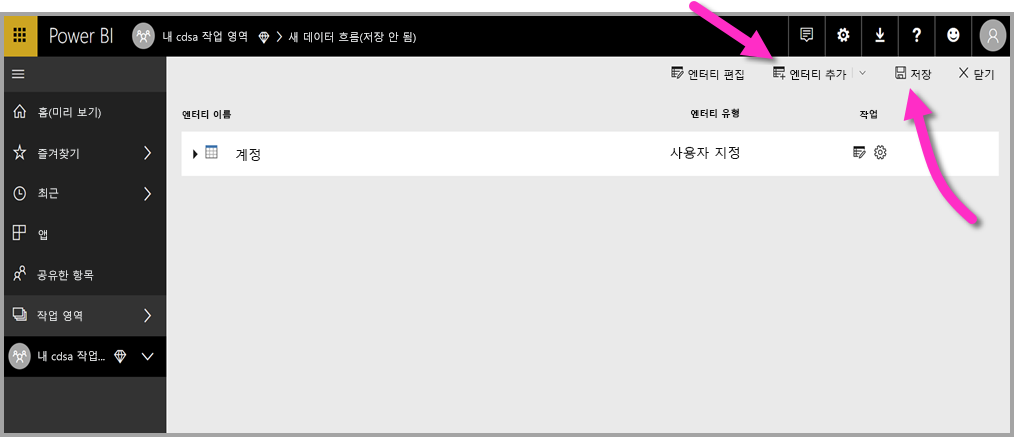 Power BI 내 cdsa 작업 영역 > 새 데이터 흐름(저장 안 됨)
엔터티 편집 엔터티 추가 저장 닫기
홈(미리 보기)
즐겨찾기
최근
앱
공유한 항목
작업 영역
내 cdsa 작업...
엔터티 이름 엔터티 유형 작업
계정 사용자 지정